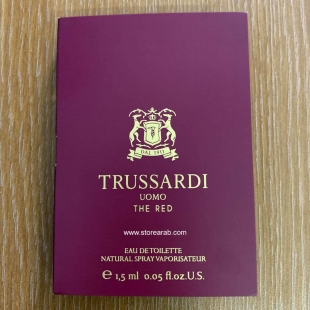 DAL 1911
TRUSSARDI
UOMO
THE RED
www.storearab.com
EAU DE TOILETTE
NATURAL SPRAY VAPORISATEUR
℮ 1,5 ml 0.05 fl.oz.U.S.